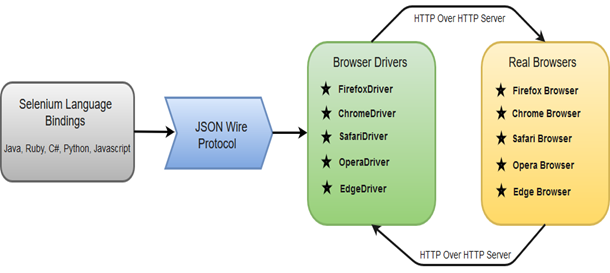 HTTP Over HTTP Server
Selenium Language
Bindings
Java, Ruby, C#, Python, Javascript
JSON Wire
Protocol
Browser Drivers
FirefoxDriver
ChromeDriver
SafariDriver
OperaDriver
EdgeDriver
Real Browsers
Firefox Browser
Chrome Browser
Safari Browser
Opera Browser
Edge Browser
HTTP Over HTTP Server